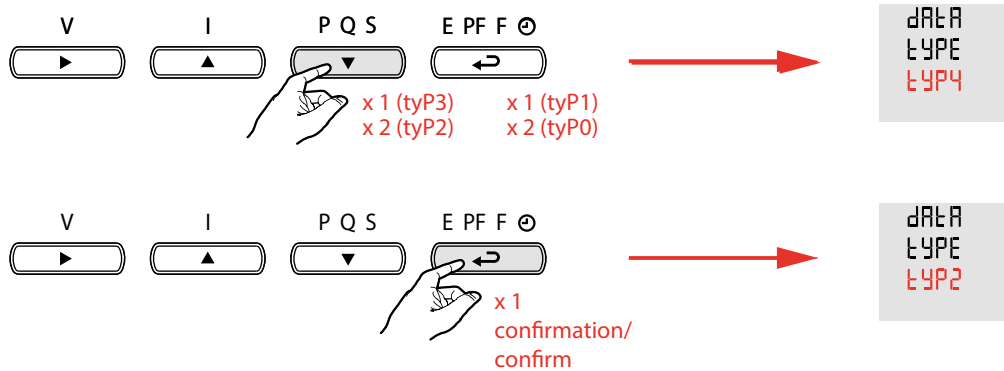 V I P Q S E PF F
dAtA
tYPE
tYP4
x 1 (tyP3) x 1 (tyP1)
x 2 (tyP2) x 2 (tyP0)
V I P Q S E PF F
dAtA
tYPE
tYP2
x 1
confirmation/
confirm